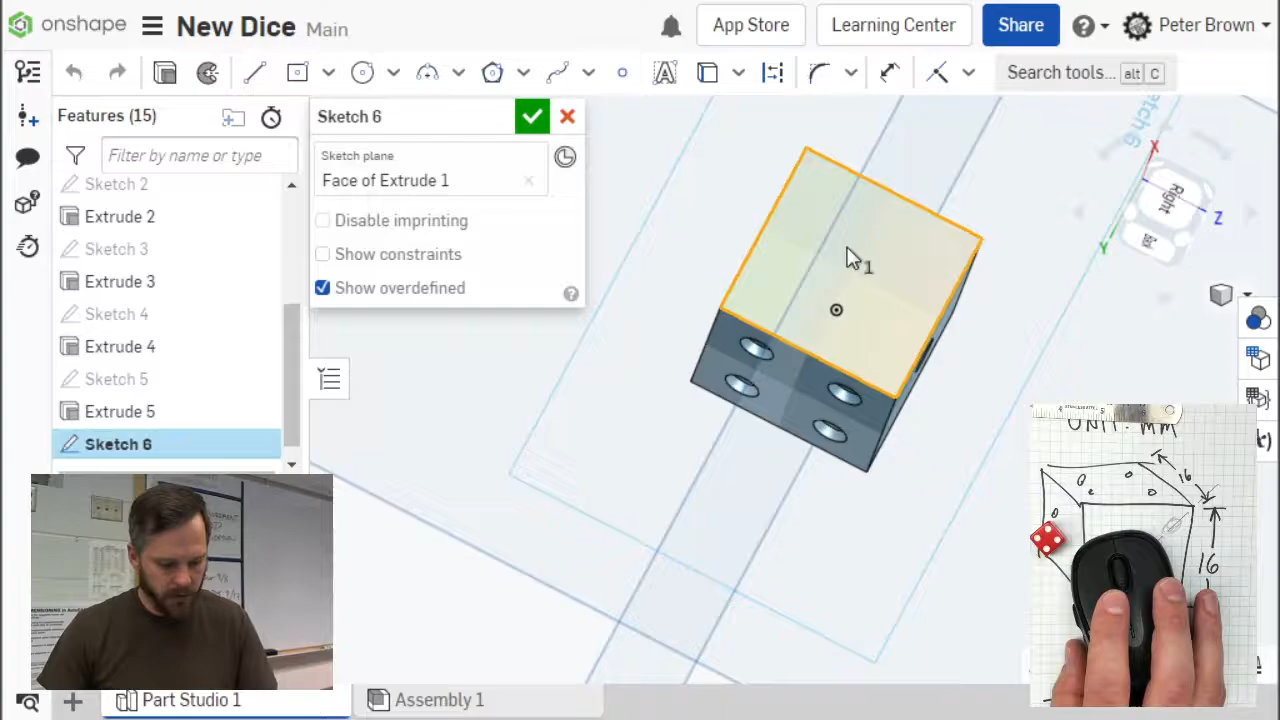 onshape
New Dice Main
App Store
Learning Center
Share
Peter Brown
Search tools... alt C
Features (15)
Filter by name or type
Sketch 2
Extrude 2
Sketch 3
Extrude 3
Sketch 4
Extrude 4
Sketch 5
Extrude 5
Sketch 6
Sketch 6
Sketch plane
Face of Extrude 1
Disable imprinting
Show constraints
Show overdefined
1
Sketch 6
X
Right
Z
Y
UNIT: MM
16
16
Part Studio 1
Assembly 1